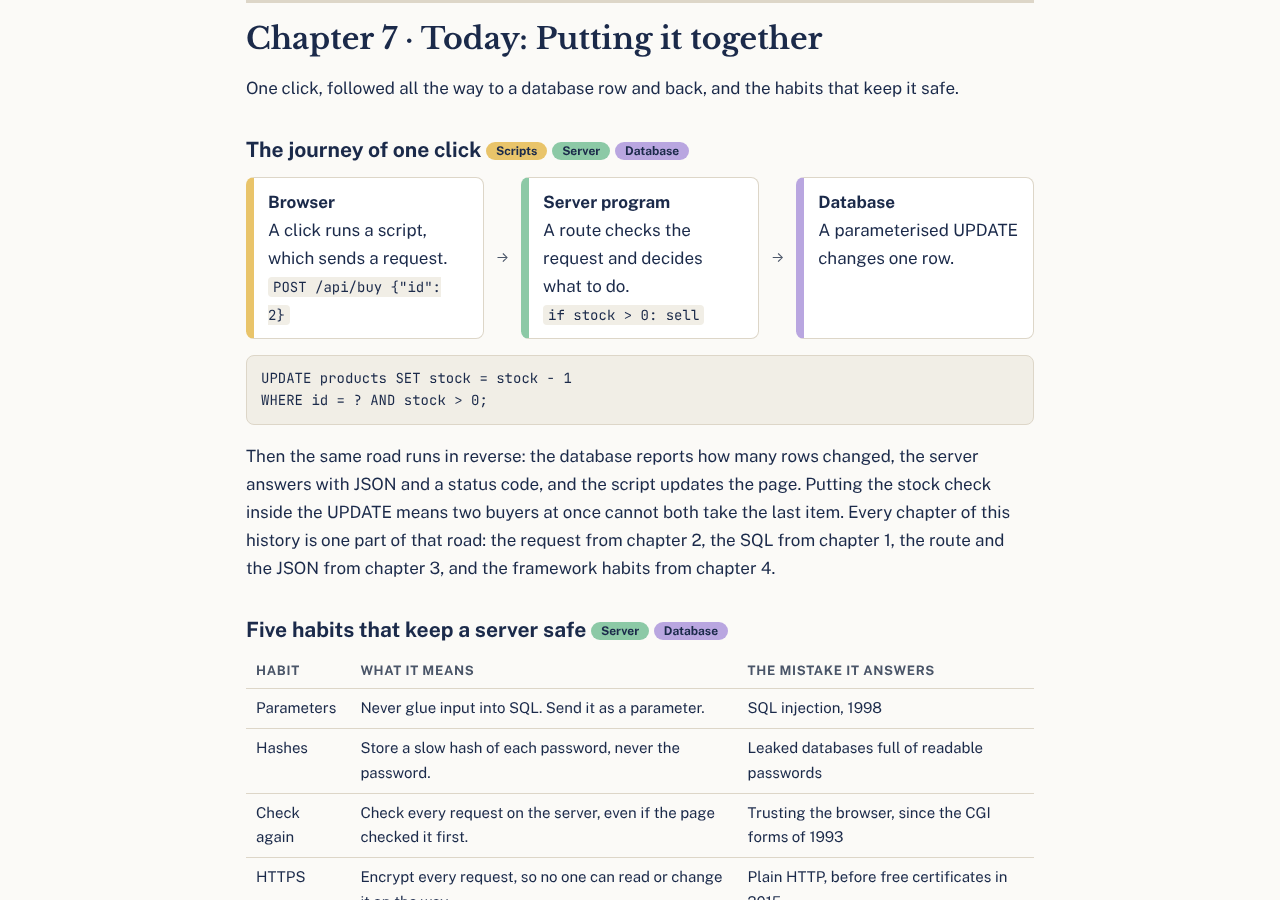 Chapter 7 · Today: Putting it together
One click, followed all the way to a database row and back, and the habits that keep it safe.
The journey of one click Scripts Server Database
Browser
A click runs a script,
which sends a request.
POST /api/buy {"id":
2}
→
Server program
A route checks the
request and decides
what to do.
if stock > 0: sell
→
Database
A parameterised UPDATE
changes one row.
UPDATE products SET stock = stock - 1
WHERE id = ? AND stock > 0;
Then the same road runs in reverse: the database reports how many rows changed, the server
answers with JSON and a status code, and the script updates the page. Putting the stock check
inside the UPDATE means two buyers at once cannot both take the last item. Every chapter of this
history is one part of that road: the request from chapter 2, the SQL from chapter 1, the route and
the JSON from chapter 3, and the framework habits from chapter 4.
Five habits that keep a server safe Server Database
HABIT WHAT IT MEANS THE MISTAKE IT ANSWERS
Parameters Never glue input into SQL. Send it as a parameter. SQL injection, 1998
Hashes Store a slow hash of each password, never the Leaked databases full of readable
password. passwords
Check Check every request on the server, even if the page Trusting the browser, since the CGI
again checked it first. forms of 1993
HTTPS Encrypt every request, so no one can read or change Plain HTTP, before free certificates in
it on the way. 2015